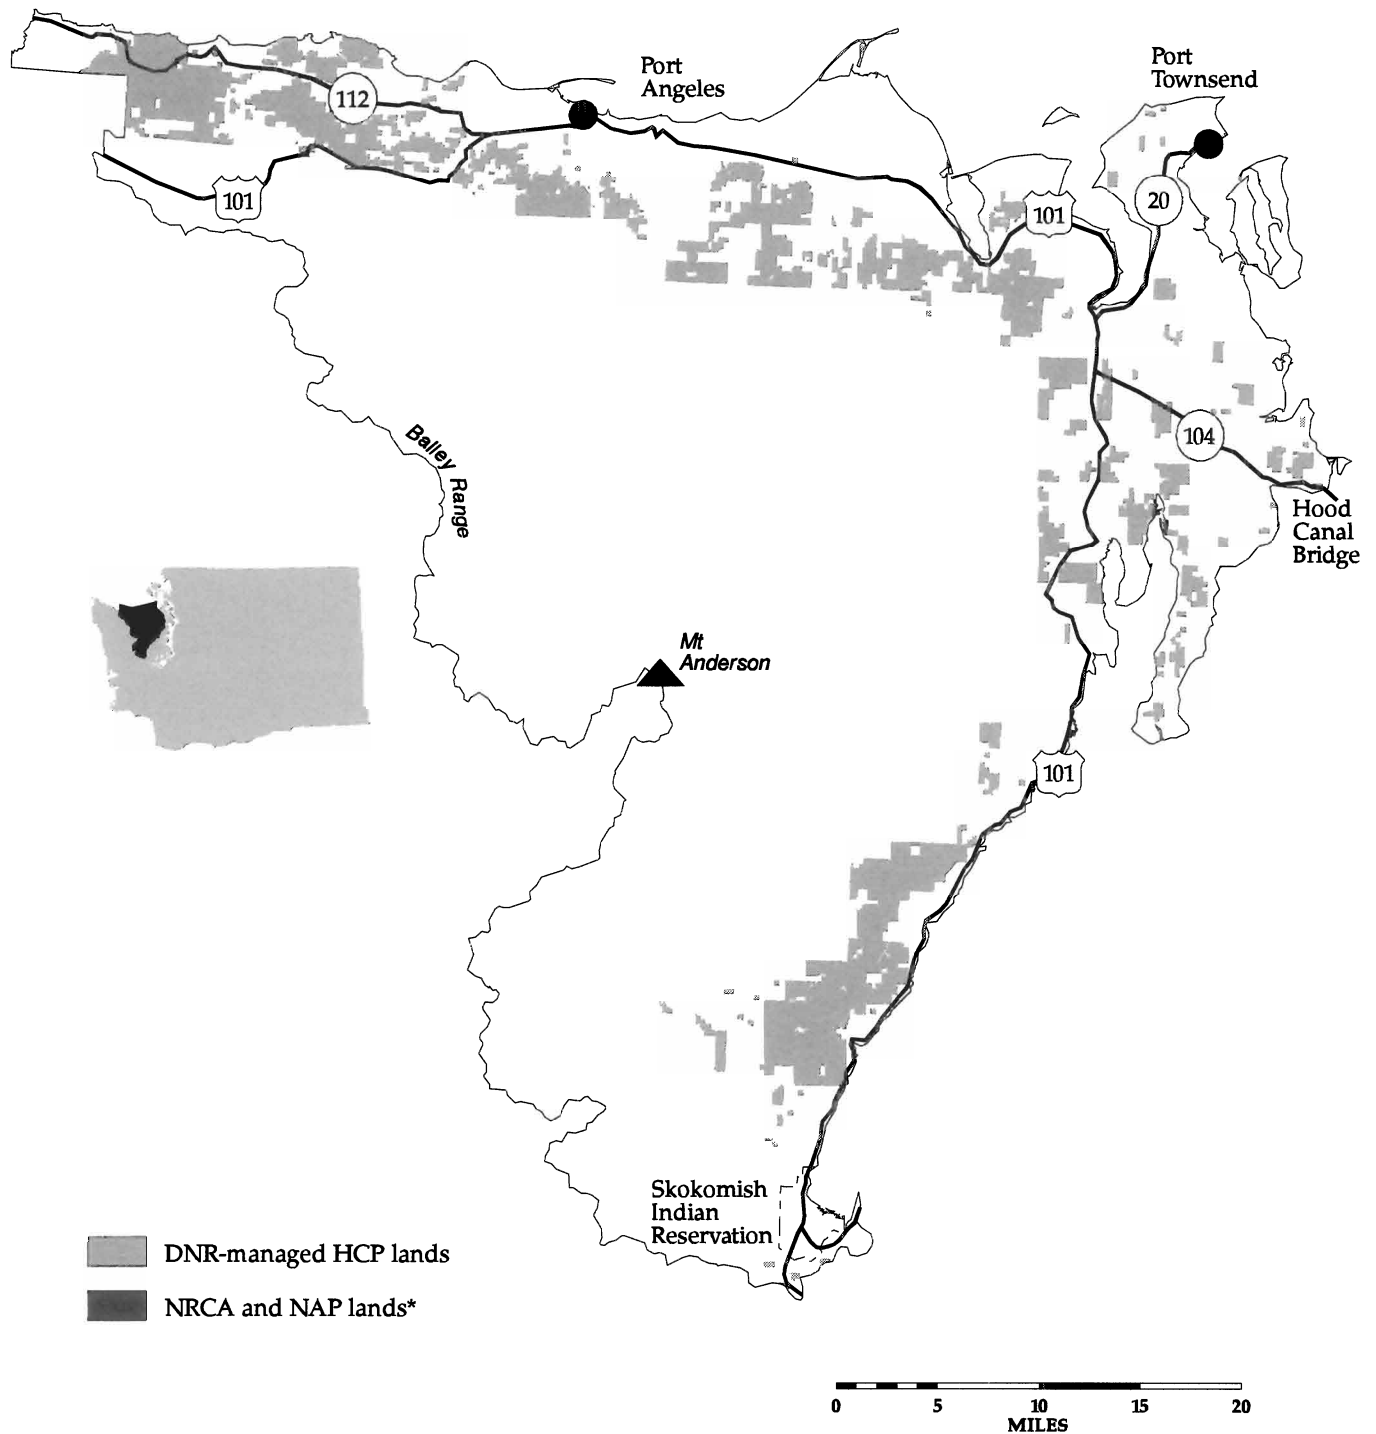 Port
Angeles
Port
Townsend
112
101
101
20
104
Hood
Canal
Bridge
Bailey Range
Mt
Anderson
101
Skokomish
Indian
Reservation
DNR-managed HCP lands
NRCA and NAP lands*
0 5 10 15 20
MILES